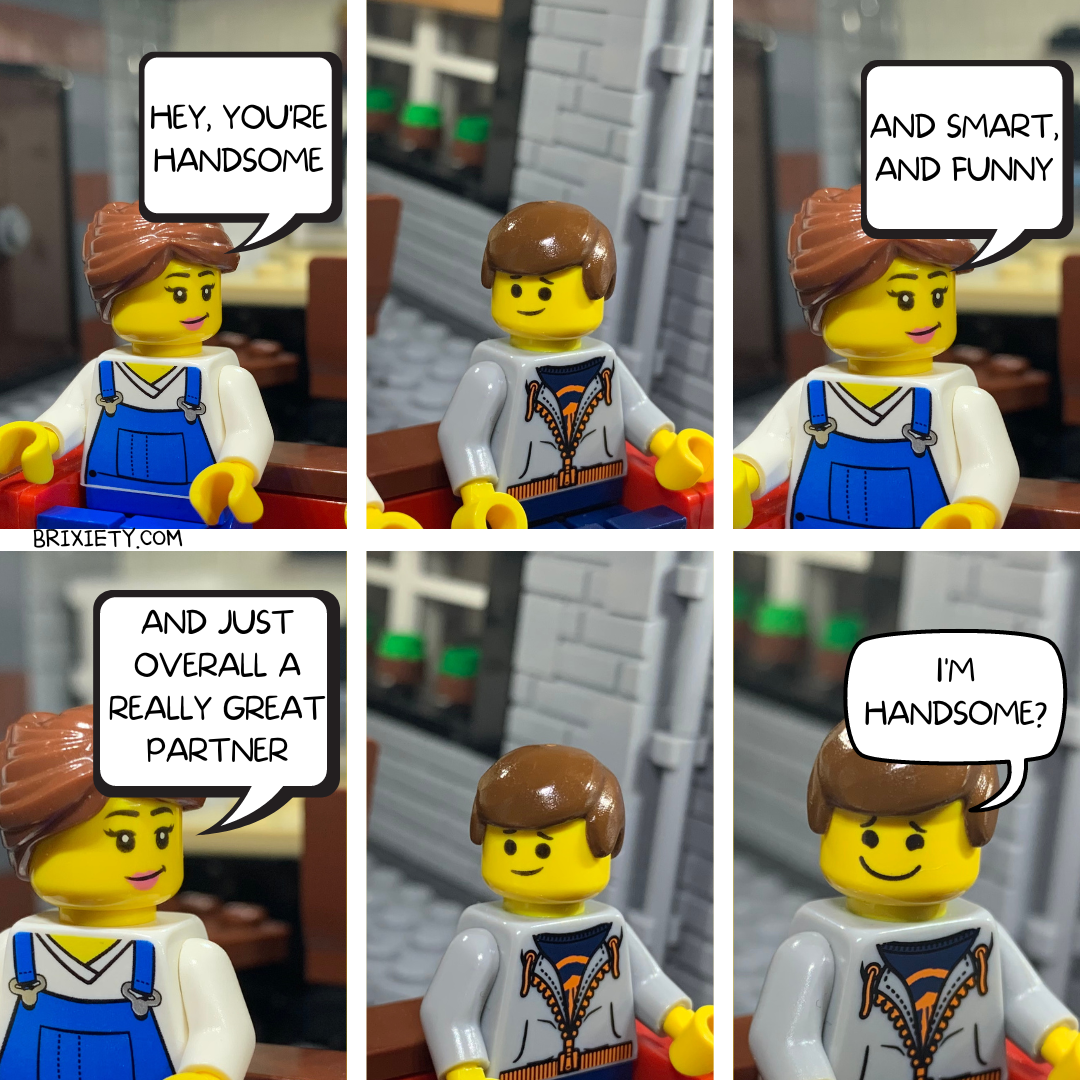 HEY, YOU'RE
HANDSOME
AND SMART,
AND FUNNY
BRIXIETY.COM
AND JUST
OVERALL A
REALLY GREAT
PARTNER
I'M
HANDSOME?